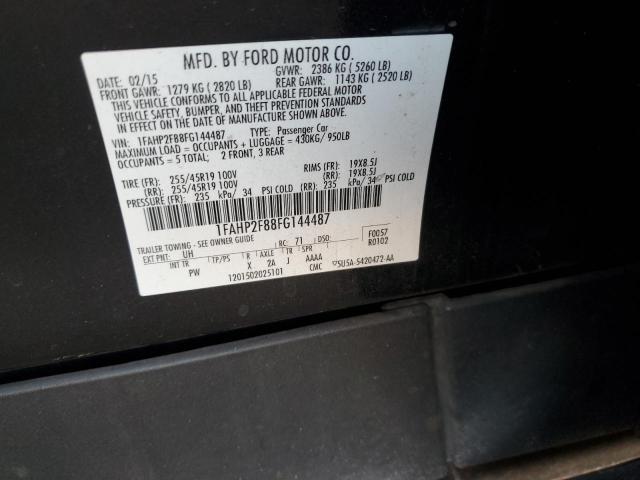 MFD. BY FORD MOTOR CO.
DATE: 02/15 GVWR: 2386 KG ( 5260 LB)
FRONT GAWR: 1279 KG ( 2820 LB) REAR GAWR: 1143 KG ( 2520 LB)
THIS VEHICLE CONFORMS TO ALL APPLICABLE FEDERAL MOTOR
VEHICLE SAFETY, BUMPER, AND THEFT PREVENTION STANDARDS
IN EFFECT ON THE DATE OF MANUFACTURE SHOWN ABOVE.
VIN: 1FAHP2F88FG144487 TYPE: Passenger Car
MAXIMUM LOAD = OCCUPANTS + LUGGAGE = 430KG/ 950LB
OCCUPANTS = 5 TOTAL: 2 FRONT, 3 REAR
TIRE (FR): 255/45R19 100V RIMS (FR): 19X8.5J
(RR): 255/45R19 100V (RR): 19X8.5J
PRESSURE (FR): 235 kPa/ 34 PSI COLD (RR): 235 kPa/ 34 PSI COLD
1FAHP2F88FG144487
TRAILER TOWING - SEE OWNER GUIDE F0057
EXT PNT: UH RC: 71 DSO: R0102
INT TR TP/PS R AXLE TR SPR
PW X 2A J AAAA
1201502025101 CMC 5U5A-5420472-AA